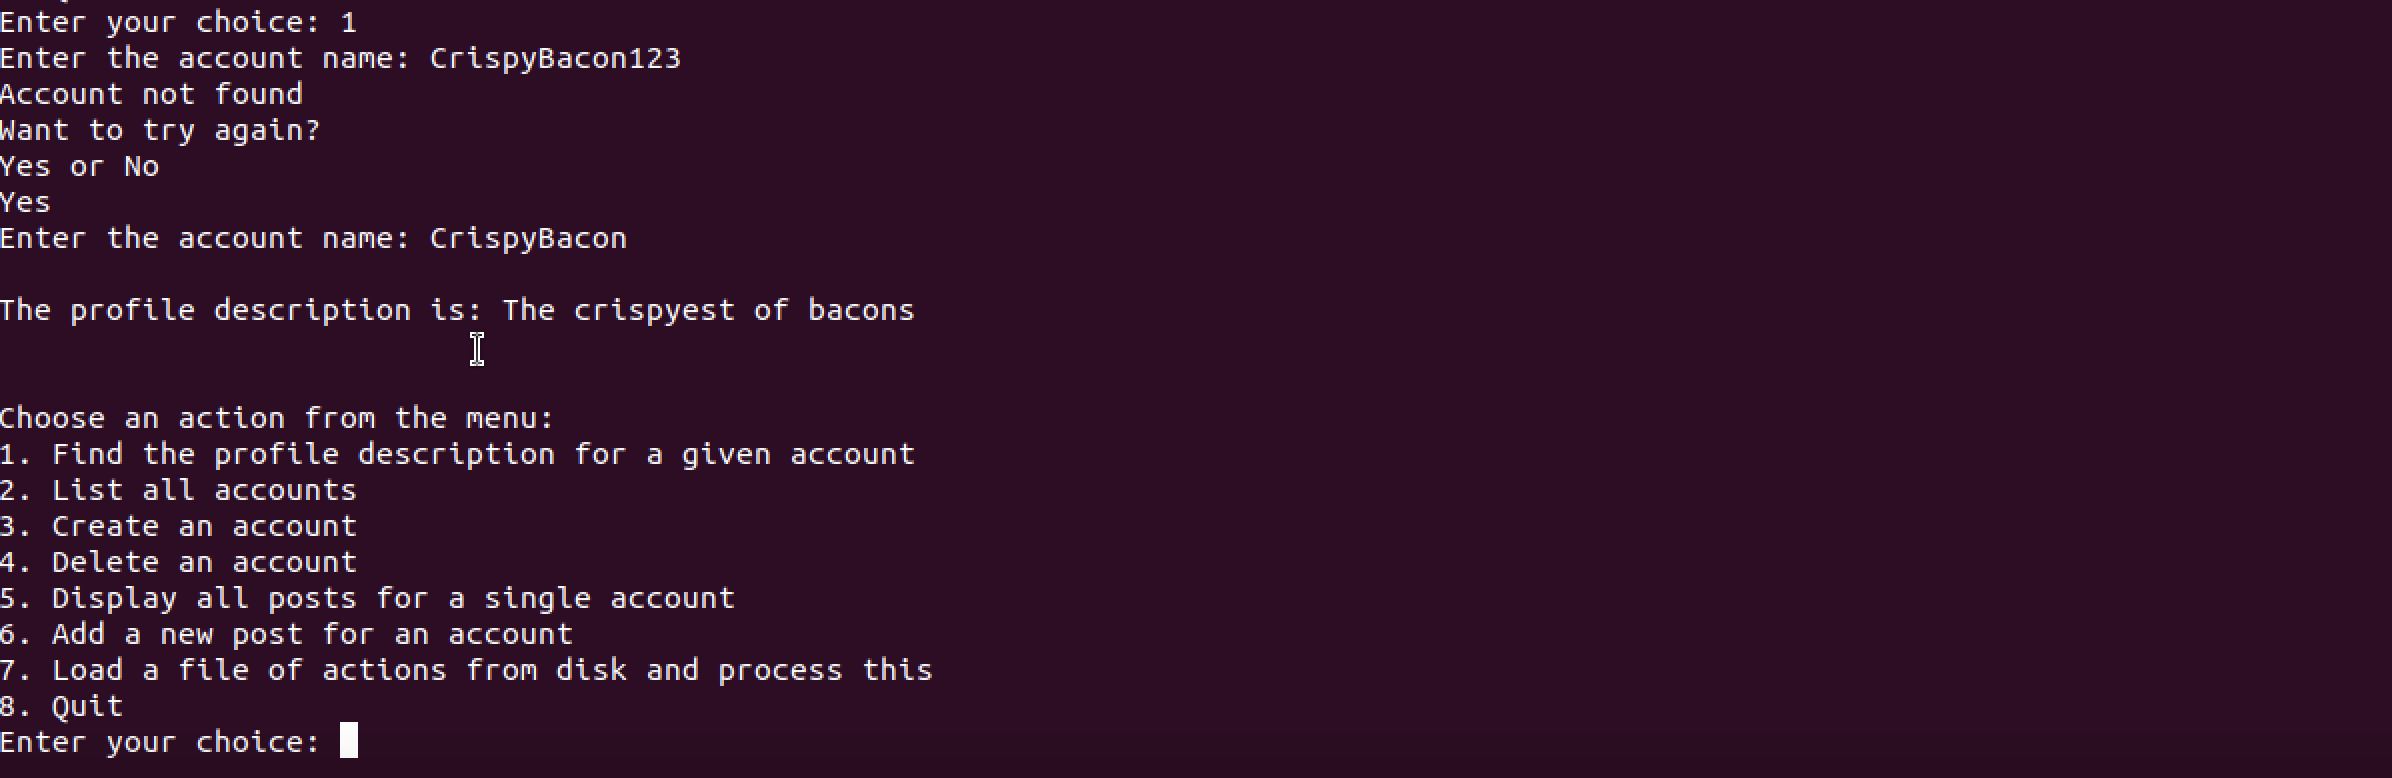 Enter your choice: 1
Enter the account name: CrispyBacon123
Account not found
Want to try again?
Yes or No
Yes
Enter the account name: CrispyBacon
The profile description is: The crispyest of bacons
Choose an action from the menu:
1. Find the profile description for a given account
2. List all accounts
3. Create an account
4. Delete an account
5. Display all posts for a single account
6. Add a new post for an account
7. Load a file of actions from disk and process this
8. Quit
Enter your choice: